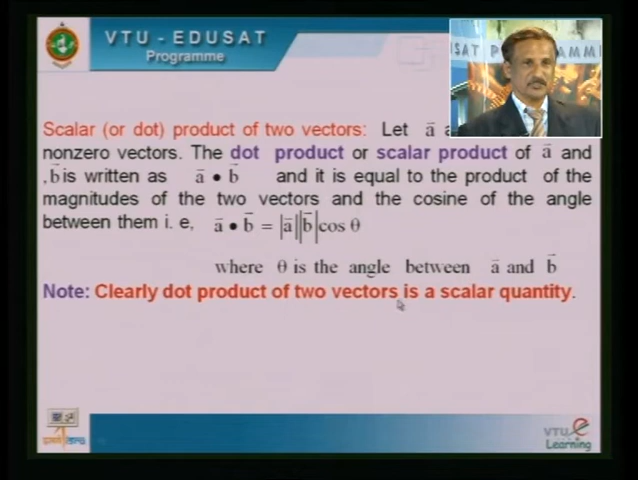 VTU - EDUSAT
Programme
USAT PROGRAMME
Scalar (or dot) product of two vectors: Let a⃗ a
nonzero vectors. The dot product or scalar product of a⃗ and
,b⃗ is written as a⃗ • b⃗ and it is equal to the product of the
magnitudes of the two vectors and the cosine of the angle
between them i. e, a⃗ • b⃗ = |a⃗||b⃗|cos θ
where θ is the angle between a⃗ and b⃗
Note: Clearly dot product of two vectors is a scalar quantity.
VTU e
Learning